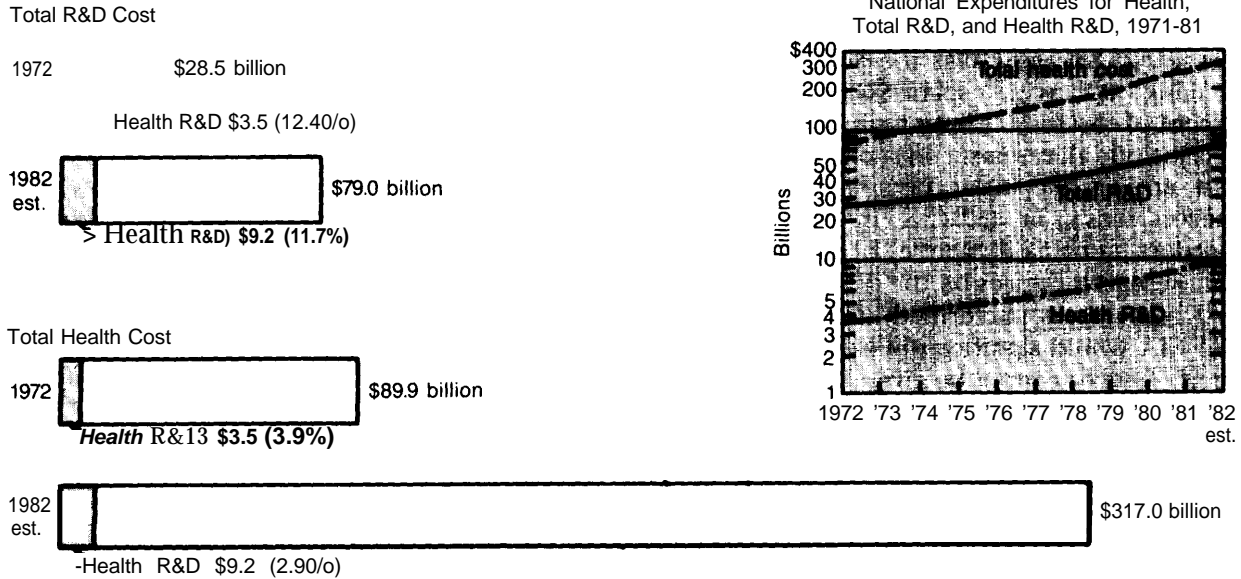 Total R&D Cost
1972 $28.5 billion
Health R&D $3.5 (12.40/o)
1982 est. $79.0 billion
> Health R&D) $9.2 (11.7%)
Total Health Cost
1972 $89.9 billion
Health R&13 $3.5 (3.9%)
1982 est. $317.0 billion
-Health R&D $9.2 (2.90/o)
National Expenditures for Health,
Total R&D, and Health R&D, 1971-81
Billions
$400
300
200
100
50
40
30
20
10
5
4
3
2
1
Total health cost
Total R&D
Health R&D
1972 '73 '74 '75 '76 '77 '78 '79 '80 '81 '82
est.